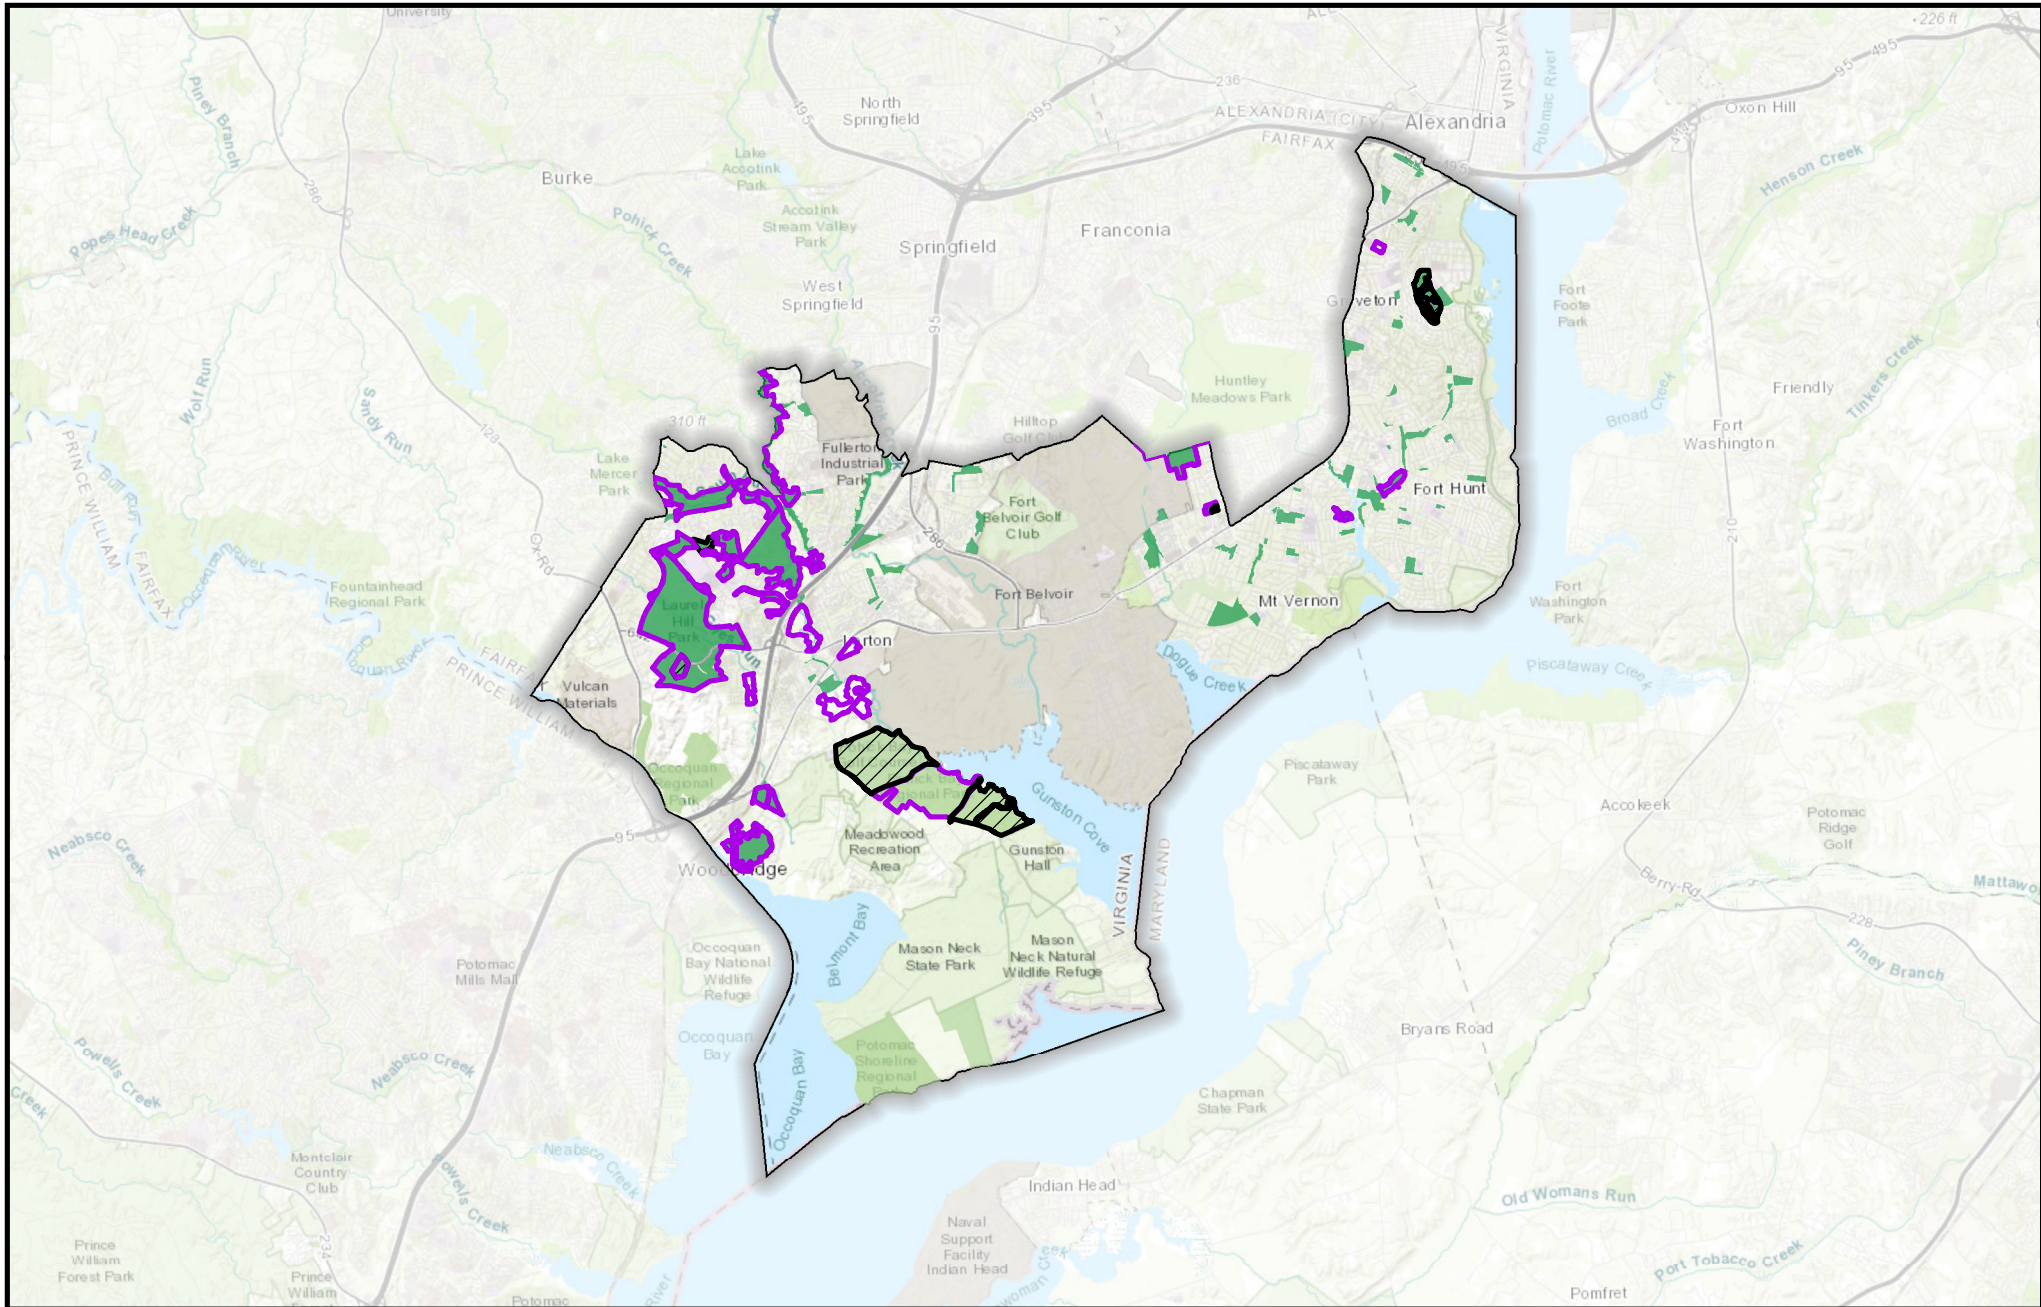 University
226 ft
495
95
VIRGINIA
Potomac River
236
North
Springfield
395
495
ALEXANDRIA (CITY)
FAIRFAX
Alexandria
Oxon Hill
Piney Branch
Lake
Accotink
Park
Burke
286
Henson Creek
Popes Head Creek
Pohick Creek
Accotink
Stream Valley
Park
Springfield
Franconia
West
Springfield
Fort
Foote
Park
95
Wolf Run
Sandy Run
Huntley
Meadows Park
Friendly
Tinkers Creek
Broad Creek
310 ft
Hilltop
Fort
Washington
123
Fullerton
Industrial
Park
Lake
Mercer
Park
PRINCE WILLIAM
FAIRFAX
Bull Run
Fort
Belvoir Golf
Club
Fort Hunt
210
286
Ox Rd
Occoquan River
Fountainhead
Regional Park
Fort Belvoir
Mt Vernon
Fort
Washington
Park
Laurel
Hill
Park
FAIRFAX
PRINCE WILLIAM
Dogue Creek
Piscataway Creek
Vulcan
Materials
Occoquan
Regional
Park
Gunston Cove
Piscataway
Park
Accokeek
Potomac
Ridge
Golf
95
Neabsco Creek
Meadowood
Recreation
Area
Gunston
Hall
VIRGINIA
MARYLAND
Berry Rd
Mattawo
228
Belmont Bay
Occoquan
Bay National
Wildlife
Refuge
Mason Neck
State Park
Mason
Neck Natural
Wildlife Refuge
Potomac
Mills Mall
Piney Branch
Bryans Road
Occoquan
Bay
Potomac
Shoreline
Regional
Park
Powells Creek
Neabsco Creek
Creek
Occoquan Bay
Chapman
State Park
Montclair
Country
Club
Neabsco Creek
Powells Creek
Indian Head
Old Womans Run
Naval
Support
Facility
Indian Head
234
Prince
William
Forest Park
Prince
William
Potomac
River
Port Tobacco Creek
Pomfret